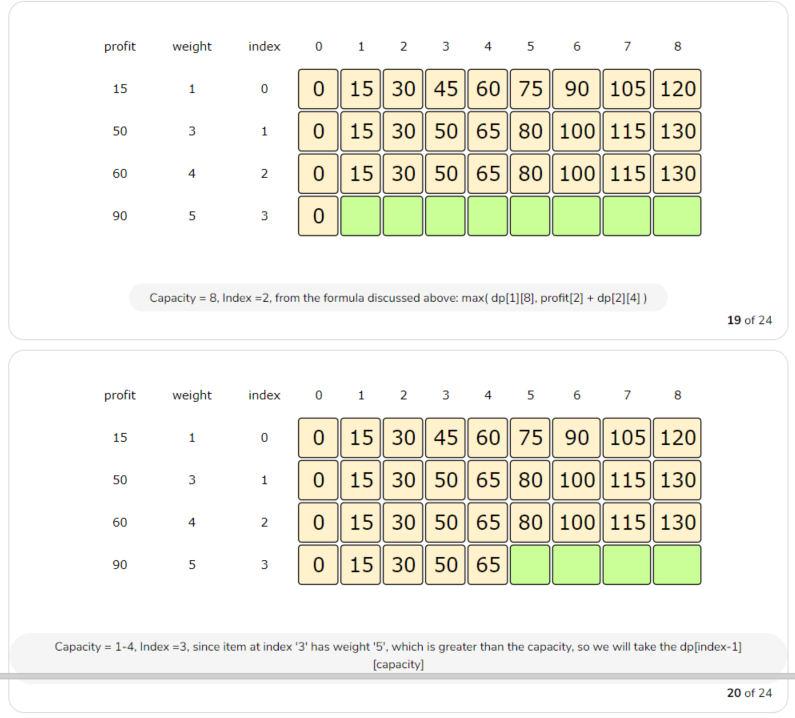 profit weight index 0 1 2 3 4 5 6 7 8
15 1 0 0 15 30 45 60 75 90 105 120
50 3 1 0 15 30 50 65 80 100 115 130
60 4 2 0 15 30 50 65 80 100 115 130
90 5 3 0
Capacity = 8, Index =2, from the formula discussed above: max( dp[1][8], profit[2] + dp[2][4] )
19 of 24
profit weight index 0 1 2 3 4 5 6 7 8
15 1 0 0 15 30 45 60 75 90 105 120
50 3 1 0 15 30 50 65 80 100 115 130
60 4 2 0 15 30 50 65 80 100 115 130
90 5 3 0 15 30 50 65
Capacity = 1-4, Index =3, since item at index '3' has weight '5', which is greater than the capacity, so we will take the dp[index-1]
[capacity]
20 of 24